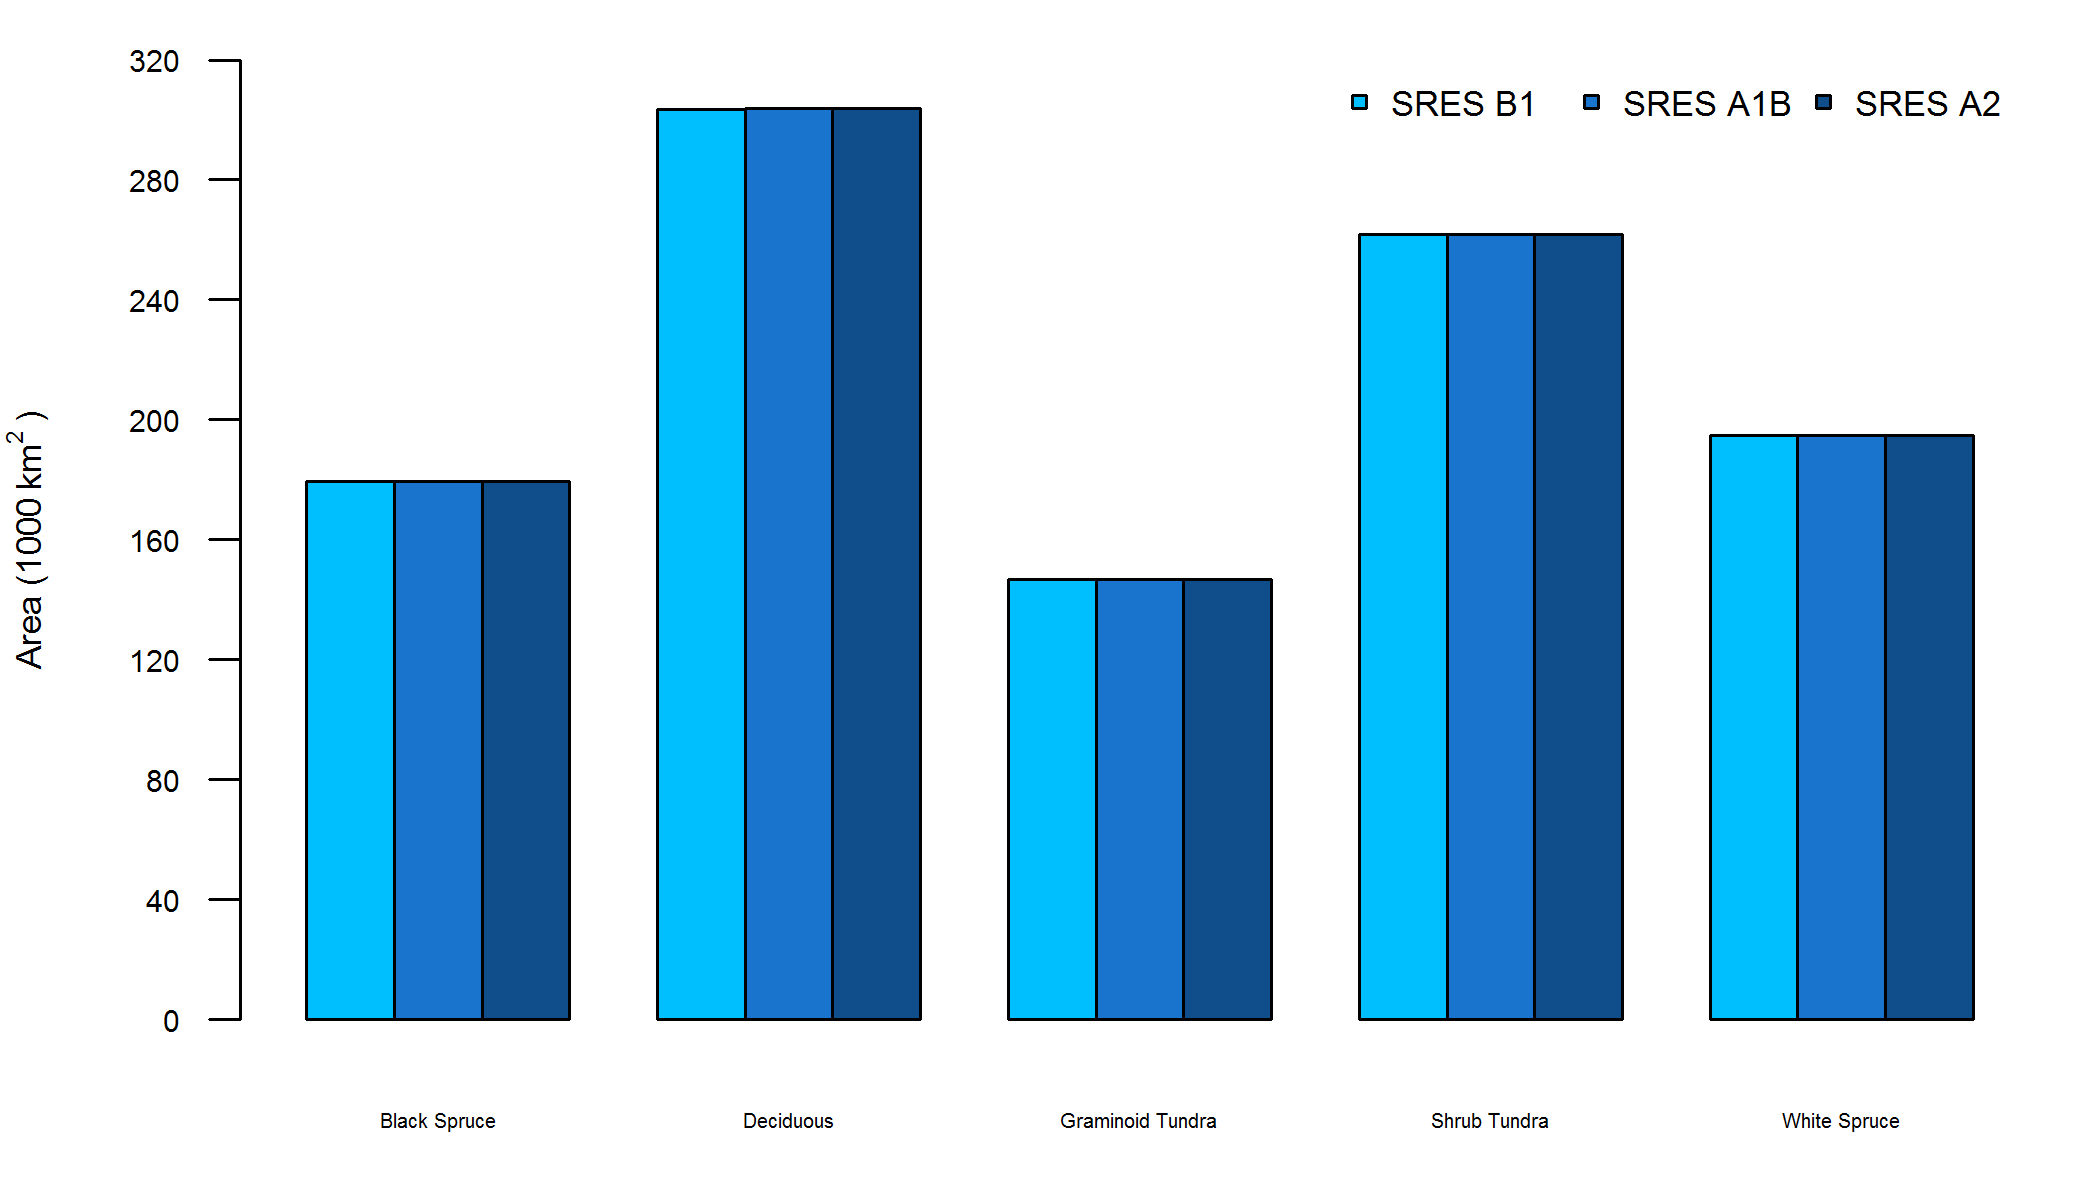 320
280
240
200
160
120
80
40
0
Area (1000 km²)
SRES B1
SRES A1B
SRES A2
Black Spruce
Deciduous
Graminoid Tundra
Shrub Tundra
White Spruce